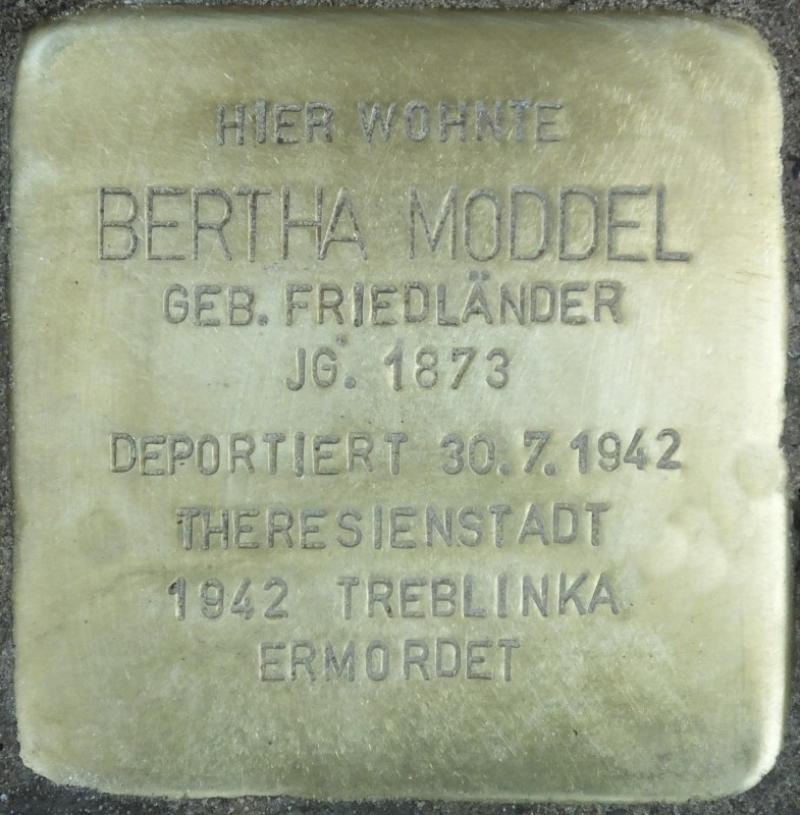 HIER WOHNTE
BERTHA MODDEL
GEB. FRIEDLÄNDER
JG. 1873
DEPORTIERT 30.7.1942
THERESIENSTADT
1942 TREBLINKA
ERMORDET